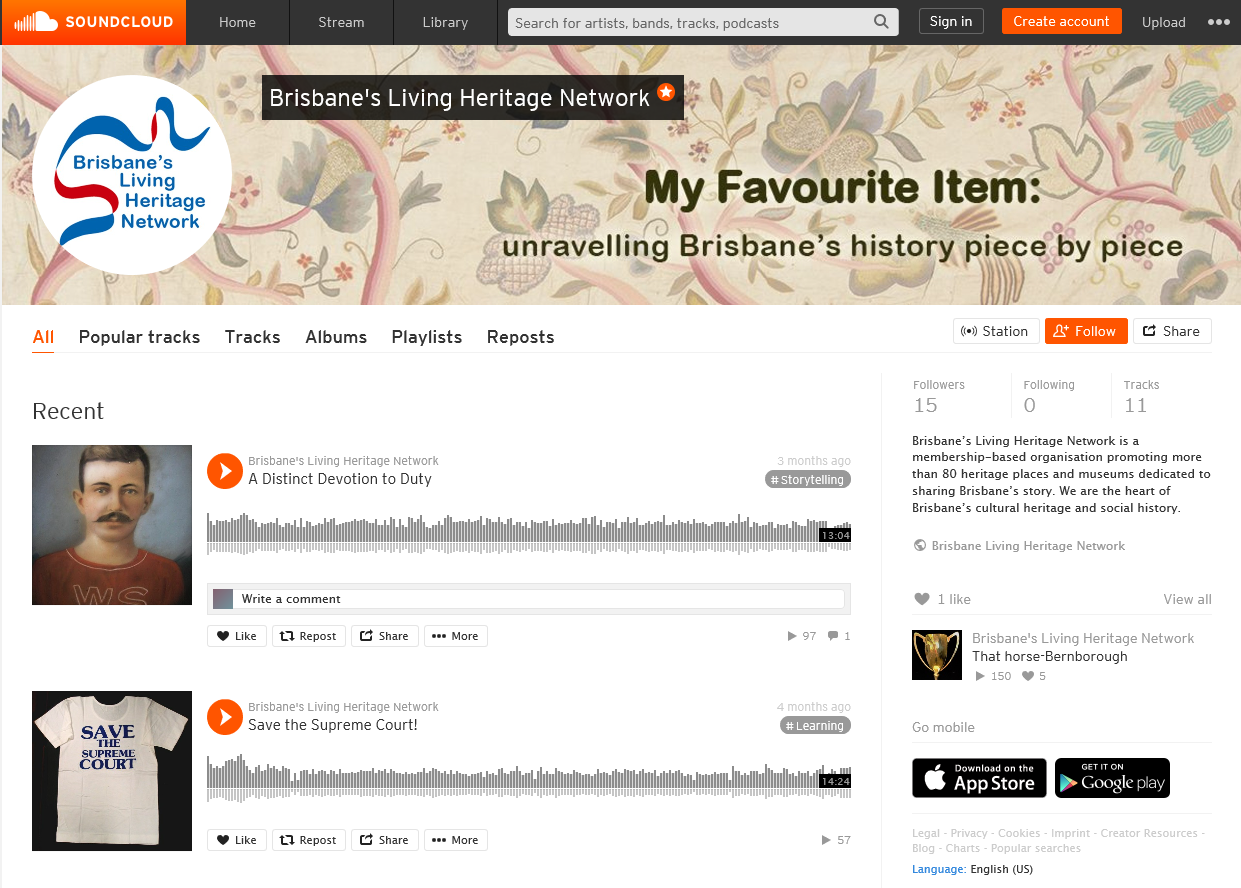 SOUNDCLOUD
Home
Stream
Library
Search for artists, bands, tracks, podcasts
Sign in
Create account
Upload
Brisbane's Living Heritage Network
Brisbane's
Living
Heritage
Network
My Favourite Item:
unravelling Brisbane's history piece by piece
All
Popular tracks
Tracks
Albums
Playlists
Reposts
Station
Follow
Share
Recent
Brisbane's Living Heritage Network
3 months ago
A Distinct Devotion to Duty
# Storytelling
13:04
WS
Write a comment
Like
Repost
Share
More
97
1
Brisbane's Living Heritage Network
4 months ago
Save the Supreme Court!
# Learning
SAVE
THE
SUPREME
COURT
14:24
Like
Repost
Share
More
57
Followers
15
Following
0
Tracks
11
Brisbane's Living Heritage Network is a
membership-based organisation promoting more
than 80 heritage places and museums dedicated to
sharing Brisbane's story. We are the heart of
Brisbane's cultural heritage and social history.
Brisbane Living Heritage Network
1 like
View all
Brisbane's Living Heritage Network
That horse-Bernborough
150
5
Go mobile
Download on the
App Store
GET IT ON
Google play
Legal - Privacy - Cookies - Imprint - Creator Resources -
Blog - Charts - Popular searches
Language: English (US)